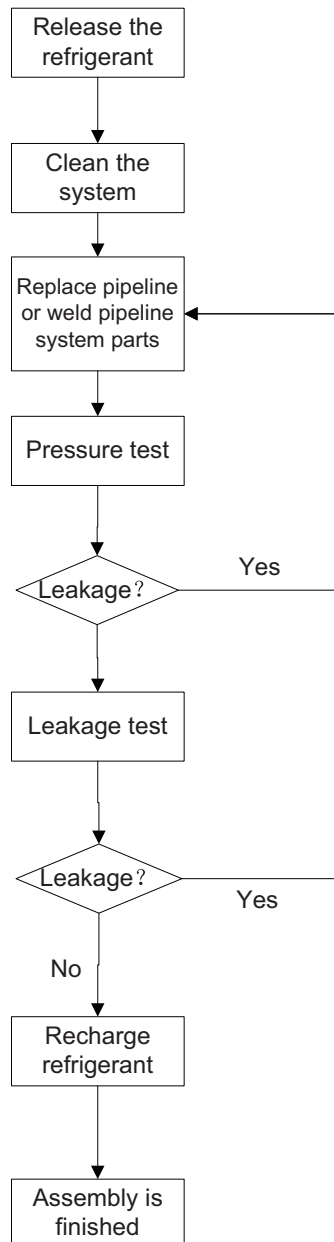 Release the
refrigerant
Clean the
system
Replace pipeline
or weld pipeline
system parts
Pressure test
Yes
Leakage？
Leakage test
Leakage？
Yes
No
Recharge
refrigerant
Assembly is
finished